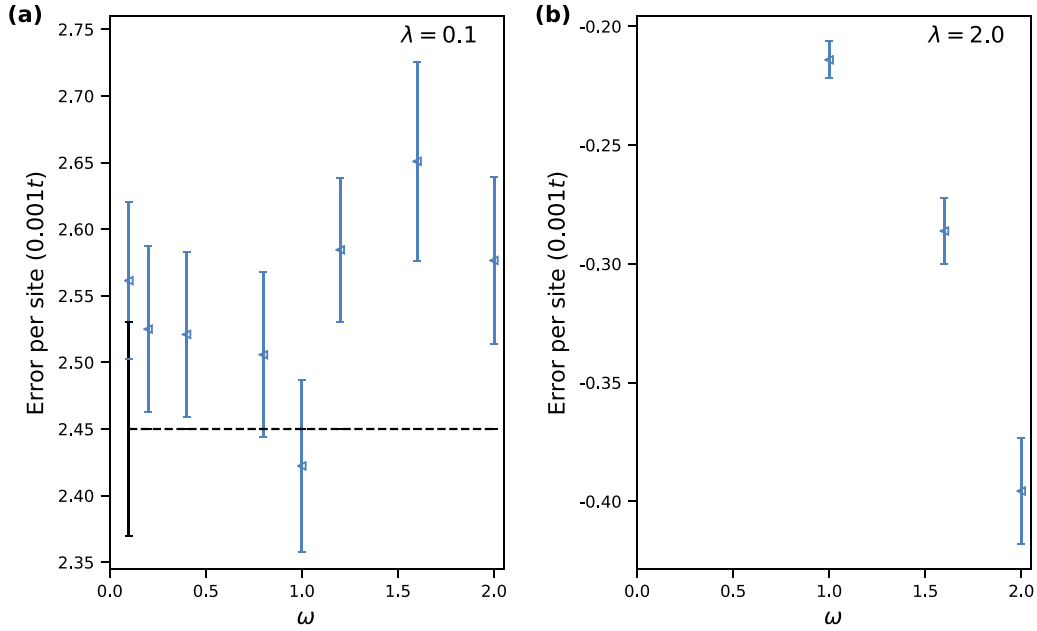 (a)
λ = 0.1
Error per site (0.001t)
2.75
2.70
2.65
2.60
2.55
2.50
2.45
2.40
2.35
0.0 0.5 1.0 1.5 2.0
ω
(b)
λ = 2.0
Error per site (0.001t)
-0.20
-0.25
-0.30
-0.35
-0.40
0.0 0.5 1.0 1.5 2.0
ω